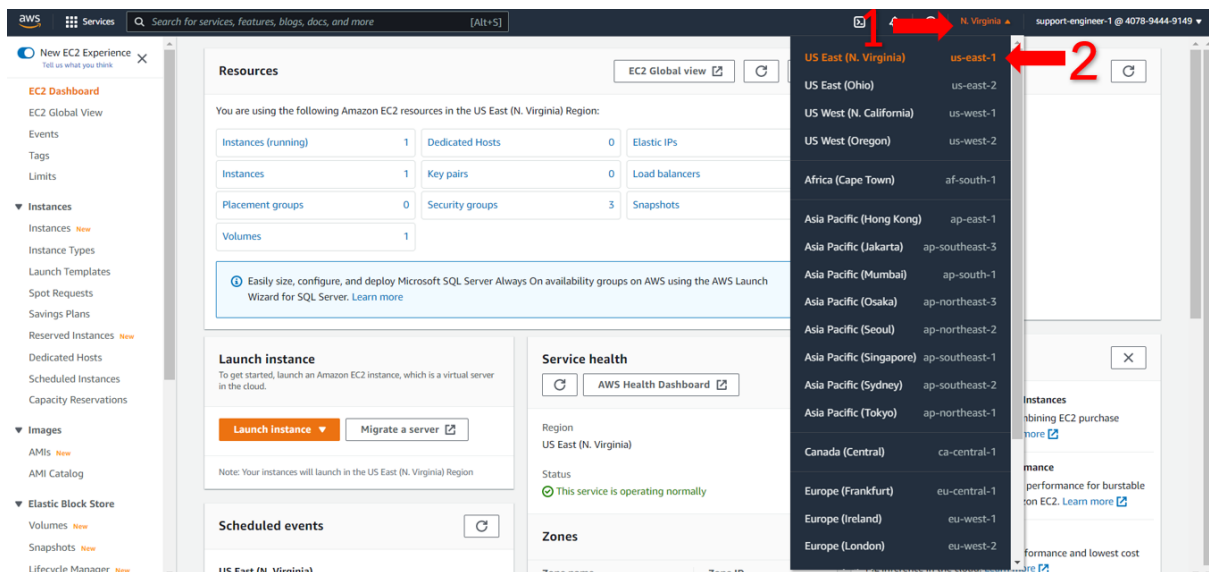 aws
Services
Search for services, features, blogs, docs, and more
[Alt+S]
1
N. Virginia
support-engineer-1 @ 4078-9444-9149
New EC2 Experience
Tell us what you think
EC2 Dashboard
EC2 Global View
Events
Tags
Limits
Instances
Instances New
Instance Types
Launch Templates
Spot Requests
Savings Plans
Reserved Instances New
Dedicated Hosts
Scheduled Instances
Capacity Reservations
Images
AMIs New
AMI Catalog
Elastic Block Store
Volumes New
Snapshots New
Lifecycle Manager New
Resources
EC2 Global view
You are using the following Amazon EC2 resources in the US East (N. Virginia) Region:
Instances (running) 1
Dedicated Hosts 0
Elastic IPs
Instances 1
Key pairs 0
Load balancers
Placement groups 0
Security groups 3
Snapshots
Volumes 1
Easily size, configure, and deploy Microsoft SQL Server Always On availability groups on AWS using the AWS Launch
Wizard for SQL Server. Learn more
Launch instance
To get started, launch an Amazon EC2 instance, which is a virtual server
in the cloud.
Launch instance
Migrate a server
Note: Your instances will launch in the US East (N. Virginia) Region
Scheduled events
US East (N. Virginia)
Service health
AWS Health Dashboard
Region
US East (N. Virginia)
Status
This service is operating normally
Zones
Zone name
Zone ID
2
US East (N. Virginia) us-east-1
US East (Ohio) us-east-2
US West (N. California) us-west-1
US West (Oregon) us-west-2
Africa (Cape Town) af-south-1
Asia Pacific (Hong Kong) ap-east-1
Asia Pacific (Jakarta) ap-southeast-3
Asia Pacific (Mumbai) ap-south-1
Asia Pacific (Osaka) ap-northeast-3
Asia Pacific (Seoul) ap-northeast-2
Asia Pacific (Singapore) ap-southeast-1
Asia Pacific (Sydney) ap-southeast-2
Asia Pacific (Tokyo) ap-northeast-1
Canada (Central) ca-central-1
Europe (Frankfurt) eu-central-1
Europe (Ireland) eu-west-1
Europe (London) eu-west-2
EC2 purchase
performance for burstable
EC2. Learn more
and lowest cost
inference in the cloud.